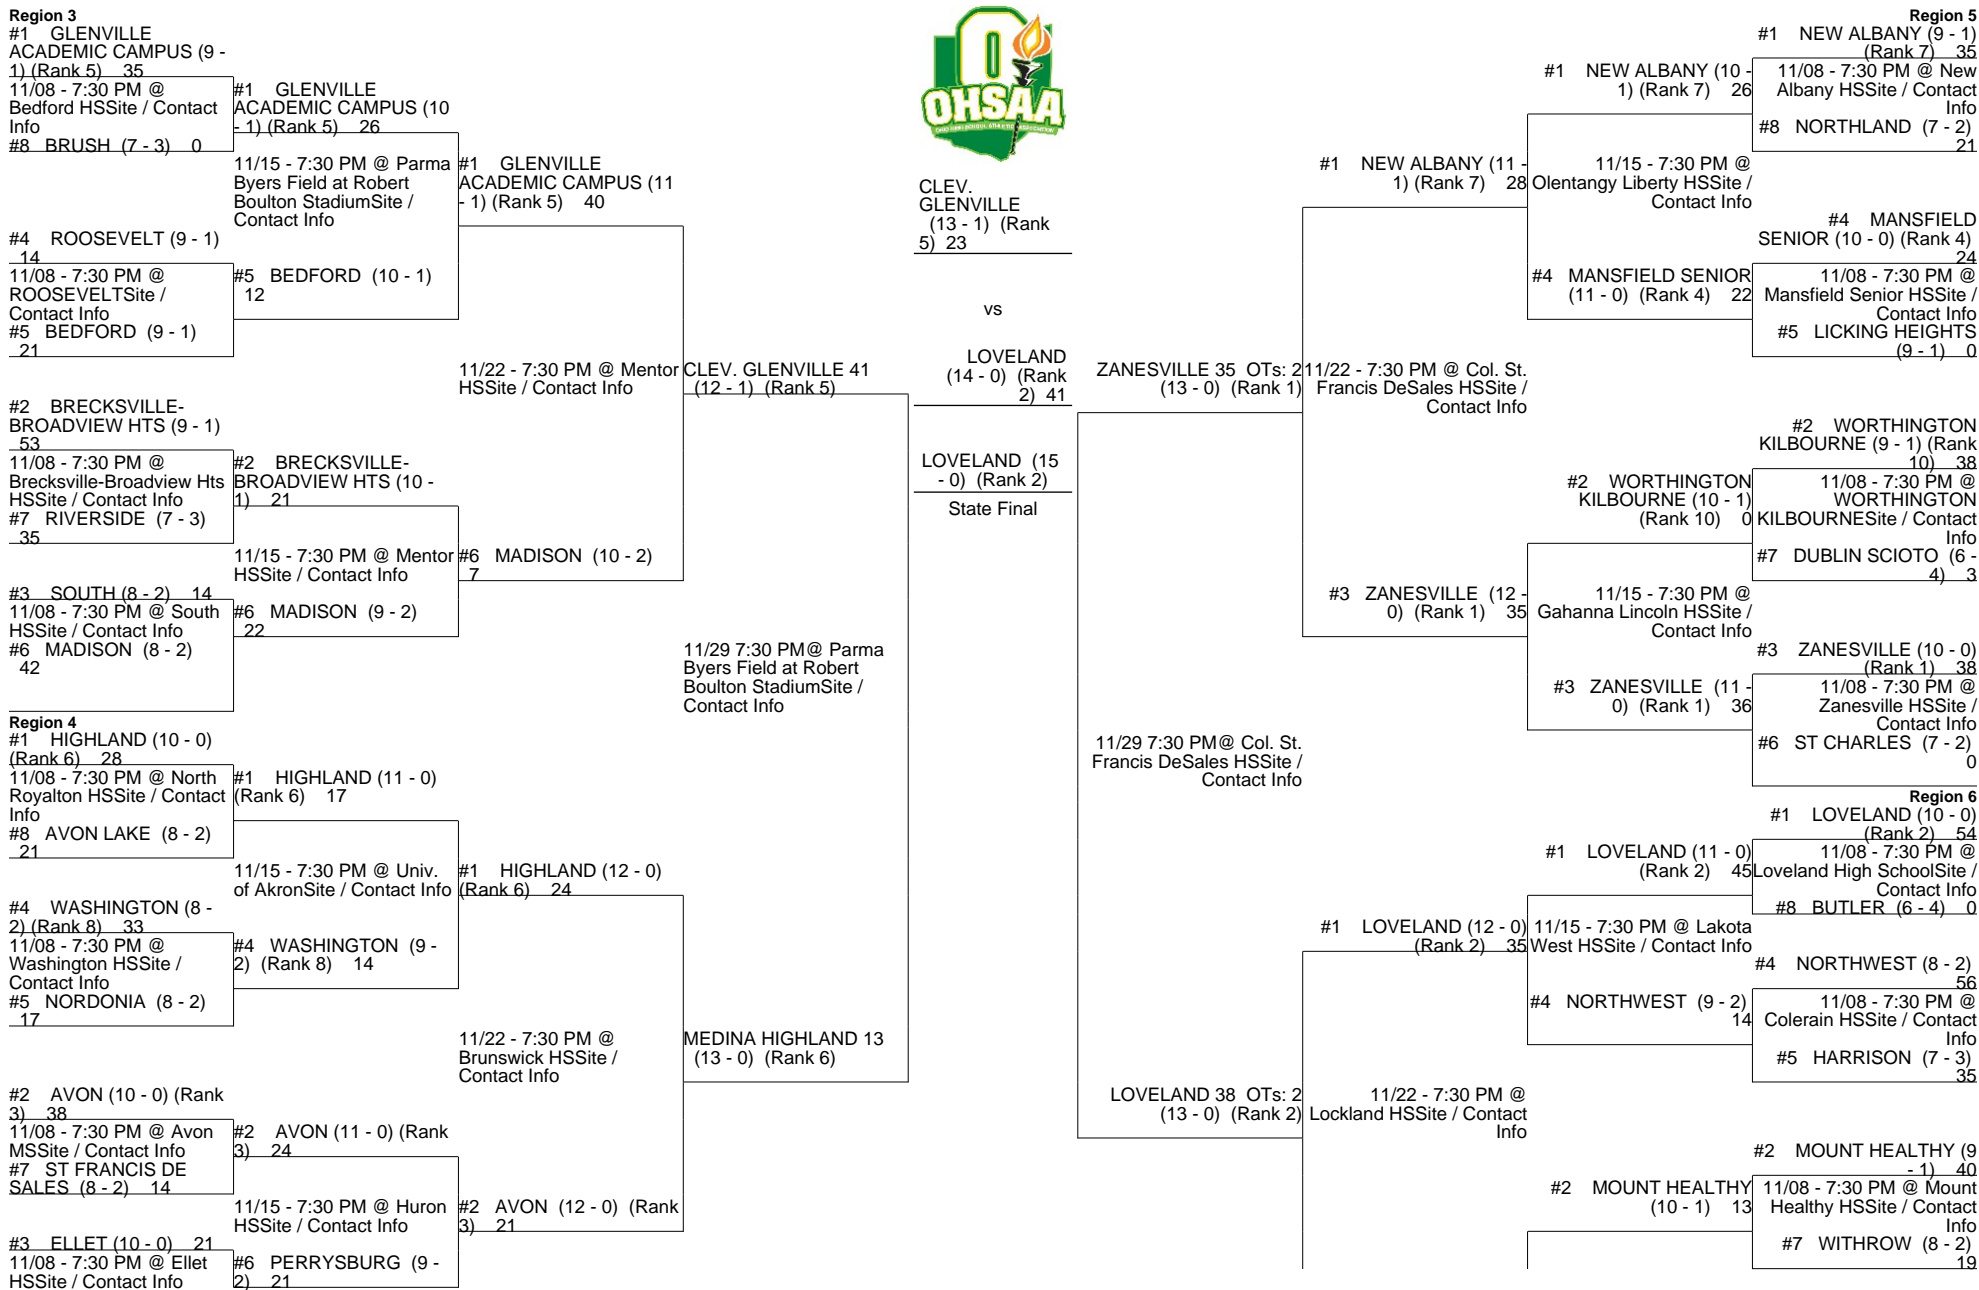 Region 3
#1 GLENVILLE
ACADEMIC CAMPUS (9 -
1) (Rank 5) 35
11/08 - 7:30 PM @
Bedford HSSite / Contact
Info
#8 BRUSH (7 - 3) 0
#4 ROOSEVELT (9 - 1)
14
11/08 - 7:30 PM @
ROOSEVELTSite /
Contact Info
#5 BEDFORD (9 - 1)
21
#2 BRECKSVILLE-
BROADVIEW HTS (9 - 1)
53
11/08 - 7:30 PM @
Brecksville-Broadview Hts
HSSite / Contact Info
#7 RIVERSIDE (7 - 3)
35
#3 SOUTH (8 - 2) 14
11/08 - 7:30 PM @ South
HSSite / Contact Info
#6 MADISON (8 - 2)
42
Region 4
#1 HIGHLAND (10 - 0)
(Rank 6) 28
11/08 - 7:30 PM @ North
Royalton HSSite / Contact
Info
#8 AVON LAKE (8 - 2)
21
#4 WASHINGTON (8 -
2) (Rank 8) 33
11/08 - 7:30 PM @
Washington HSSite /
Contact Info
#5 NORDONIA (8 - 2)
17
#2 AVON (10 - 0) (Rank
3) 38
11/08 - 7:30 PM @ Avon
MSSite / Contact Info
#7 ST FRANCIS DE
SALES (8 - 2) 14
#3 ELLET (10 - 0) 21
11/08 - 7:30 PM @ Ellet
HSSite / Contact Info
#1 GLENVILLE
ACADEMIC CAMPUS (10
- 1) (Rank 5) 26
11/15 - 7:30 PM @ Parma
Byers Field at Robert
Boulton StadiumSite /
Contact Info
#5 BEDFORD (10 - 1)
12
#2 BRECKSVILLE-
BROADVIEW HTS (10 -
1) 21
11/15 - 7:30 PM @ Mentor
HSSite / Contact Info
#6 MADISON (9 - 2)
22
#1 HIGHLAND (11 - 0)
(Rank 6) 17
11/15 - 7:30 PM @ Univ.
of AkronSite / Contact Info
#4 WASHINGTON (9 -
2) (Rank 8) 14
#2 AVON (11 - 0) (Rank
3) 24
11/15 - 7:30 PM @ Huron
HSSite / Contact Info
#6 PERRYSBURG (9 -
2) 21
#1 GLENVILLE
ACADEMIC CAMPUS (11
- 1) (Rank 5) 40
11/22 - 7:30 PM @ Mentor
HSSite / Contact Info
#6 MADISON (10 - 2)
7
#1 HIGHLAND (12 - 0)
(Rank 6) 24
11/22 - 7:30 PM @
Brunswick HSSite /
Contact Info
#2 AVON (12 - 0) (Rank
3) 21
CLEV. GLENVILLE 41
(12 - 1) (Rank 5)
11/29 7:30 PM@ Parma
Byers Field at Robert
Boulton StadiumSite /
Contact Info
MEDINA HIGHLAND 13
(13 - 0) (Rank 6)
OHSAA
CLEV.
GLENVILLE
(13 - 1) (Rank
5) 23
vs
LOVELAND
(14 - 0) (Rank
2) 41
LOVELAND (15
- 0) (Rank 2)
State Final
ZANESVILLE 35 OTs: 2
(13 - 0) (Rank 1)
11/29 7:30 PM@ Col. St.
Francis DeSales HSSite /
Contact Info
LOVELAND 38 OTs: 2
(13 - 0) (Rank 2)
#1 NEW ALBANY (11 -
1) (Rank 7) 28
11/22 - 7:30 PM @ Col. St.
Francis DeSales HSSite /
Contact Info
#3 ZANESVILLE (12 -
0) (Rank 1) 35
#1 LOVELAND (12 - 0)
(Rank 2) 35
11/22 - 7:30 PM @
Lockland HSSite / Contact
Info
#1 NEW ALBANY (10 -
1) (Rank 7) 26
11/15 - 7:30 PM @
Olentangy Liberty HSSite /
Contact Info
#4 MANSFIELD SENIOR
(11 - 0) (Rank 4) 22
#2 WORTHINGTON
KILBOURNE (10 - 1)
(Rank 10) 0
11/15 - 7:30 PM @
Gahanna Lincoln HSSite /
Contact Info
#3 ZANESVILLE (11 -
0) (Rank 1) 36
#1 LOVELAND (11 - 0)
(Rank 2) 45
11/15 - 7:30 PM @ Lakota
West HSSite / Contact Info
#4 NORTHWEST (9 - 2)
14
#2 MOUNT HEALTHY
(10 - 1) 13
Region 5
#1 NEW ALBANY (9 - 1)
(Rank 7) 35
11/08 - 7:30 PM @ New
Albany HSSite / Contact
Info
#8 NORTHLAND (7 - 2)
21
#4 MANSFIELD
SENIOR (10 - 0) (Rank 4)
24
11/08 - 7:30 PM @
Mansfield Senior HSSite /
Contact Info
#5 LICKING HEIGHTS
(9 - 1) 0
#2 WORTHINGTON
KILBOURNE (9 - 1) (Rank
10) 38
11/08 - 7:30 PM @
WORTHINGTON
KILBOURNESite / Contact
Info
#7 DUBLIN SCIOTO (6 -
4) 3
#3 ZANESVILLE (10 - 0)
(Rank 1) 38
11/08 - 7:30 PM @
Zanesville HSSite /
Contact Info
#6 ST CHARLES (7 - 2)
0
Region 6
#1 LOVELAND (10 - 0)
(Rank 2) 54
11/08 - 7:30 PM @
Loveland High SchoolSite /
Contact Info
#8 BUTLER (6 - 4) 0
#4 NORTHWEST (8 - 2)
56
11/08 - 7:30 PM @
Colerain HSSite / Contact
Info
#5 HARRISON (7 - 3)
35
#2 MOUNT HEALTHY (9
- 1) 40
11/08 - 7:30 PM @ Mount
Healthy HSSite / Contact
Info
#7 WITHROW (8 - 2)
19